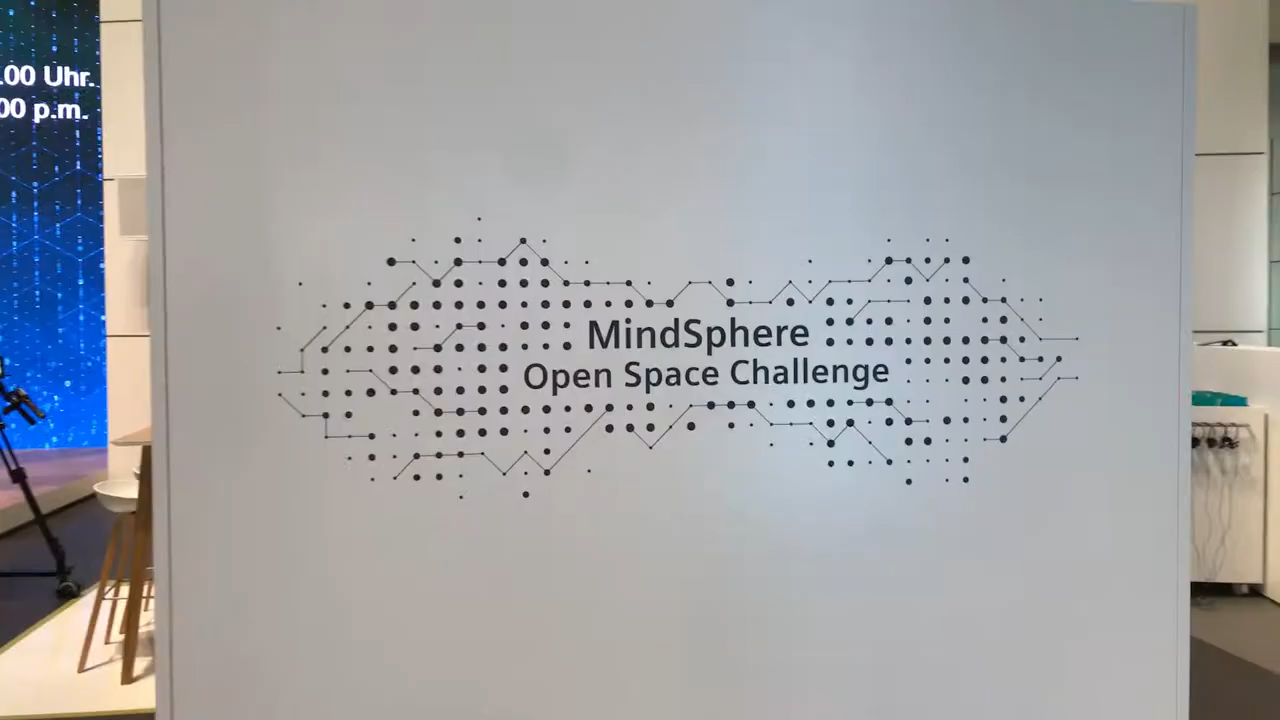 .00 Uhr.
00 p.m.
MindSphere
Open Space Challenge